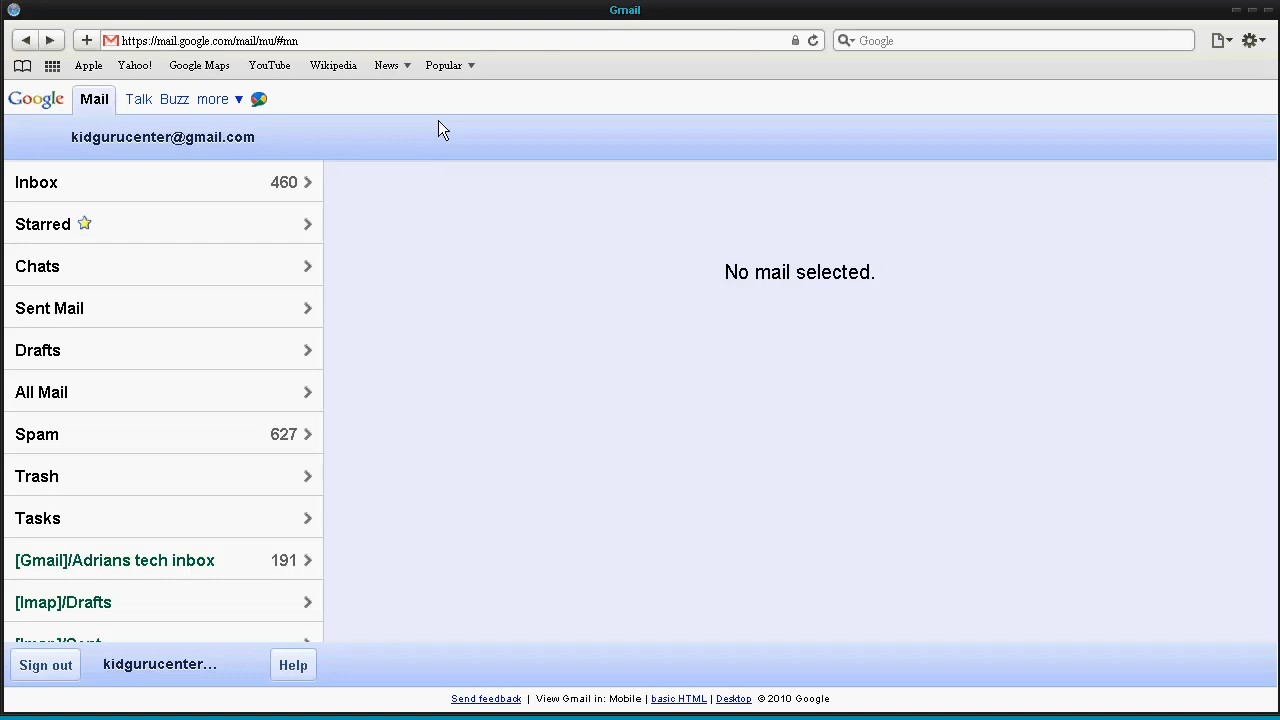 Gmail
https://mail.google.com/mail/mu/#mn
Google
Apple Yahoo! Google Maps YouTube Wikipedia News Popular
Google Mail Talk Buzz more
kidgurucenter@gmail.com
Inbox 460
Starred
Chats
Sent Mail
Drafts
All Mail
Spam 627
Trash
Tasks
[Gmail]/Adrians tech inbox 191
[Imap]/Drafts
[Imap]/Sent
No mail selected.
Sign out kidgurucenter... Help
Send feedback | View Gmail in: Mobile | basic HTML | Desktop © 2010 Google